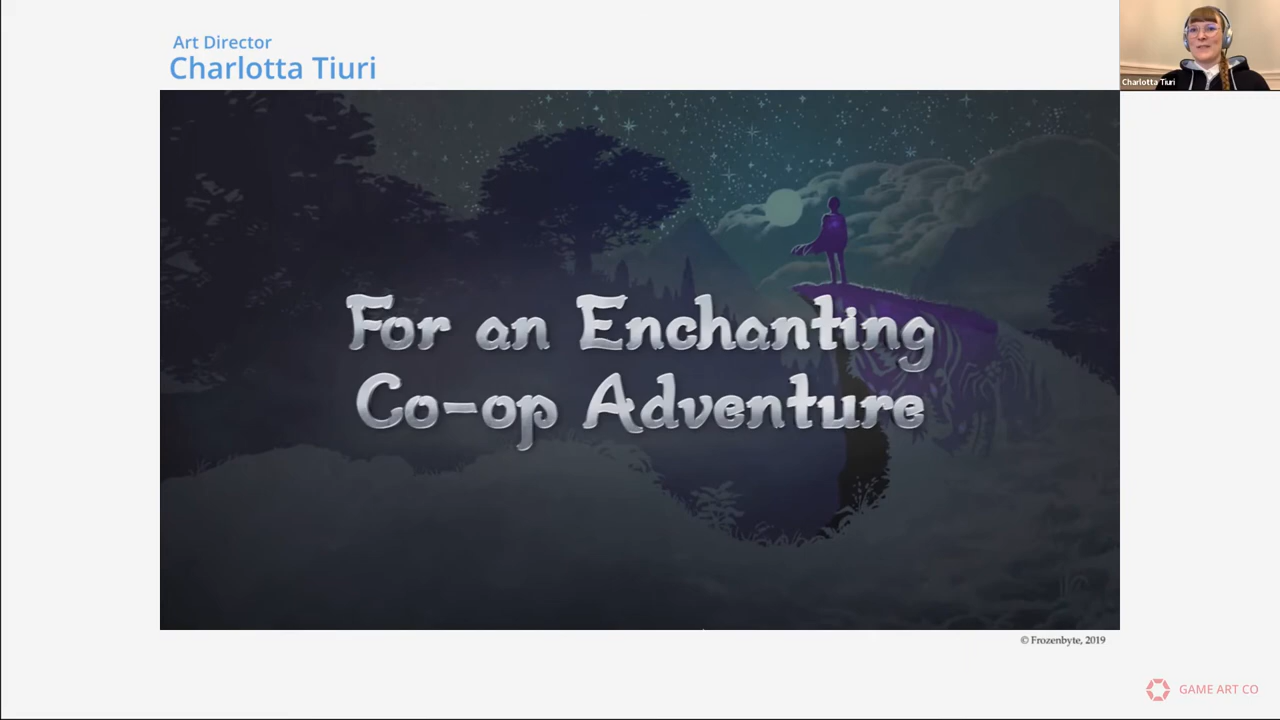 Art Director
Charlotta Tiuri
Charlotta Tiuri
For an Enchanting
Co-op Adventure
© Frozenbyte, 2019
GAME ART CO